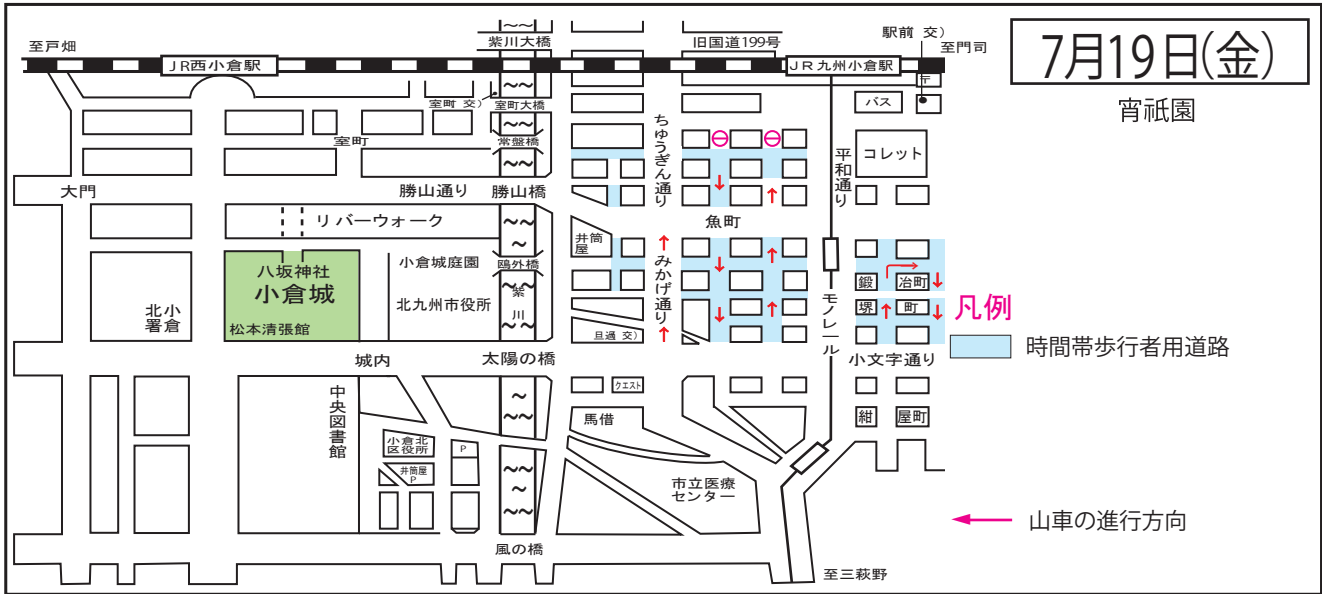 7月19日(金)
宵祇園
至戸畑
紫川大橋
旧国道199号
駅前 交)
至門司
JR西小倉駅
JR九州小倉駅
〒
室町 交)
室町大橋
バス
室町
常盤橋
ちゅうぎん通り
平和通り
コレット
大門
勝山通り
勝山橋
リバーウォーク
魚町
井筒屋
八坂神社
小倉城
松本清張館
小倉城庭園
鴎外橋
北九州市役所
紫川
みかげ通り
モノレール
鍛
冶町
堺
町
小倉北署
旦過 交)
凡例
時間帯歩行者用道路
城内
太陽の橋
小文字通り
中央図書館
クエスト
馬借
紺
屋町
小倉北区役所
P
井筒屋
P
市立医療
センター
山車の進行方向
風の橋
至三萩野